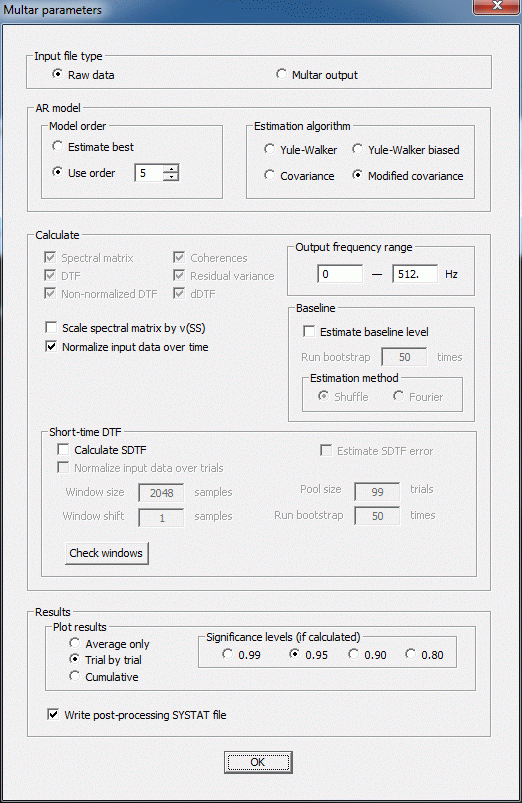 Multar parameters
Input file type
Raw data Multar output
AR model
Model order Estimation algorithm
Estimate best Yule-Walker Yule-Walker biased
Use order 5 Covariance Modified covariance
Calculate
Spectral matrix Coherences Output frequency range
DTF Residual variance 0 — 512. Hz
Non-normalized DTF dDTF
Baseline
Scale spectral matrix by v(SS) Estimate baseline level
Normalize input data over time Run bootstrap 50 times
Estimation method
Shuffle Fourier
Short-time DTF
Calculate SDTF Estimate SDTF error
Normalize input data over trials
Window size 2048 samples Pool size 99 trials
Window shift 1 samples Run bootstrap 50 times
Check windows
Results
Plot results
Average only Significance levels (if calculated)
Trial by trial 0.99 0.95 0.90 0.80
Cumulative
Write post-processing SYSTAT file
OK